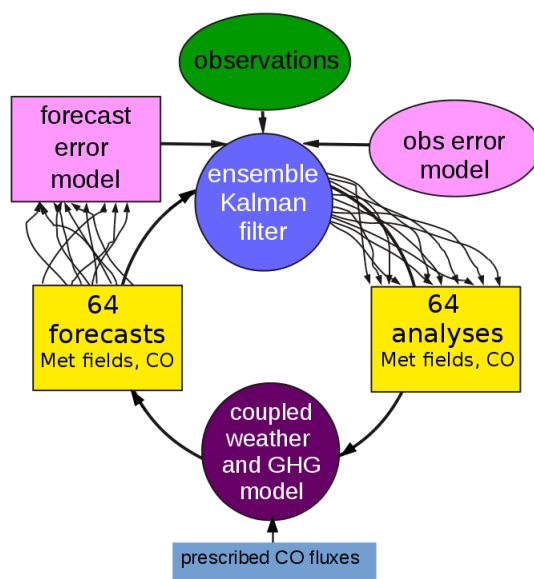 observations
forecast
error
model
obs error
model
ensemble
Kalman
filter
64
forecasts
Met fields, CO
64
analyses
Met fields, CO
coupled
weather
and GHG
model
prescribed CO fluxes